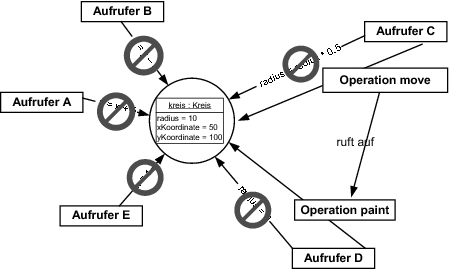 Aufrufer B
Aufrufer C
radius
* 0.5
Operation move
Aufrufer A
kreis : Kreis
radius = 10
xKoordinate = 50
yKoordinate = 100
ruft auf
Aufrufer E
Operation paint
Aufrufer D